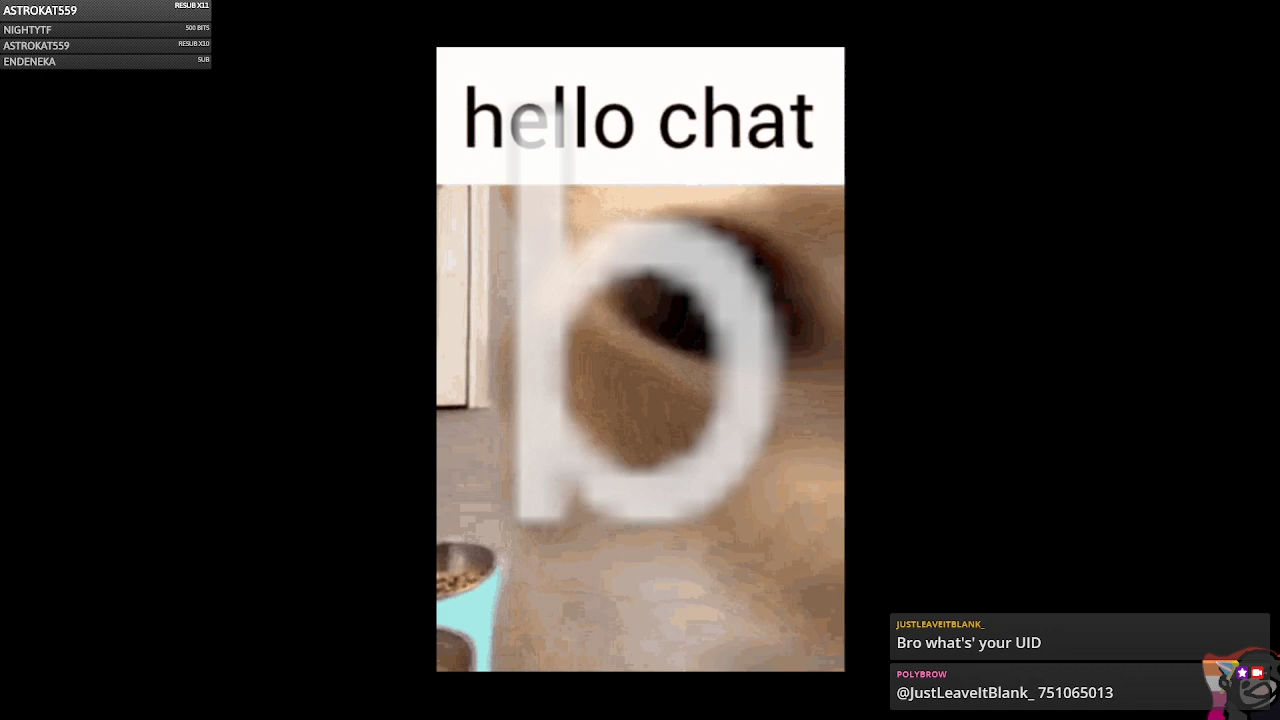 ASTROKAT559 RESUB X11
NIGHTYTF 500 BITS
ASTROKAT559 RESUB X10
ENDENEKA SUB
hello chat
b
JUSTLEAVEITBLANK_
Bro what's' your UID
POLYBROW
@JustLeaveItBlank_ 751065013